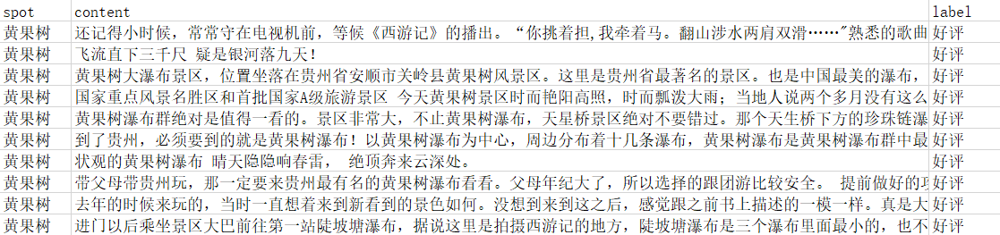 spot content label
黄果树 还记得小时候，常常守在电视机前，等候《西游记》的播出。“你挑着担,我牵着马。翻山涉水两肩双滑……"熟悉的歌曲 好评
黄果树 飞流直下三千尺 疑是银河落九天！ 好评
黄果树 黄果树大瀑布景区，位置坐落在贵州省安顺市关岭县黄果树风景区。这里是贵州省最著名的景区。也是中国最美的瀑布， 好评
黄果树 国家重点风景名胜区和首批国家A级旅游景区 今天黄果树景区时而艳阳高照，时而瓢泼大雨；当地人说两个多月没有这么 好评
黄果树 黄果树瀑布群绝对是值得一看的。景区非常大，不止黄果树瀑布，天星桥景区绝对不要错过。那个天生桥下方的珍珠链瀑 好评
黄果树 到了贵州，必须要到的就是黄果树瀑布！以黄果树瀑布为中心，周边分布着十几条瀑布，黄果树瀑布是黄果树瀑布群中最 好评
黄果树 状观的黄果树瀑布 晴天隐隐响春雷， 绝顶奔来云深处。 好评
黄果树 带父母带贵州玩，那一定要来贵州最有名的黄果树瀑布看看。父母年纪大了，所以选择的跟团游比较安全。 提前做好的 好评
黄果树 去年的时候来玩的，当时一直想着来到新看到的景色如何。没想到来到这之后，感觉跟之前书上描述的一模一样。真是大 好评
黄果树 进门以后乘坐景区大巴前往第一站陡坡塘瀑布，据说这里是拍摄西游记的地方，陡坡塘瀑布是三个瀑布里面最小的，也不 好评